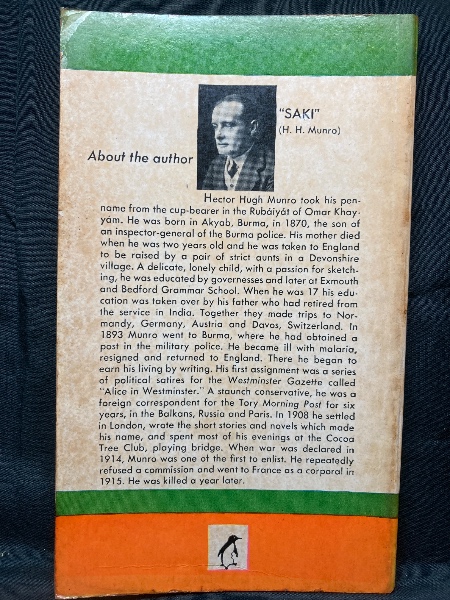 "SAKI"
(H. H. Munro)
About the author
Hector Hugh Munro took his pen-
name from the cup-bearer in the Rubáiyát of Omar Khay-
yám. He was born in Akyab, Burma, in 1870, the son of
an inspector-general of the Burma police. His mother died
when he was two years old and he was taken to England
to be raised by a pair of strict aunts in a Devonshire
village. A delicate, lonely child, with a passion for sketch-
ing, he was educated by governesses and later at Exmouth
and Bedford Grammar School. When he was 17 his edu-
cation was taken over by his father who had retired from
the service in India. Together they made trips to Nor-
mandy, Germany, Austria and Davos, Switzerland. In
1893 Munro went to Burma, where he had obtained a
post in the military police. He became ill with malaria,
resigned and returned to England. There he began to
earn his living by writing. His first assignment was a series
of political satires for the Westminster Gazette called
"Alice in Westminster." A staunch conservative, he was a
foreign correspondent for the Tory Morning Post for six
years, in the Balkans, Russia and Paris. In 1908 he settled
in London, wrote the short stories and novels which made
his name, and spent most of his evenings at the Cocoa
Tree Club, playing bridge. When war was declared in
1914, Munro was one of the first to enlist. He repeatedly
refused a commission and went to France as a corporal in
1915. He was killed a year later.